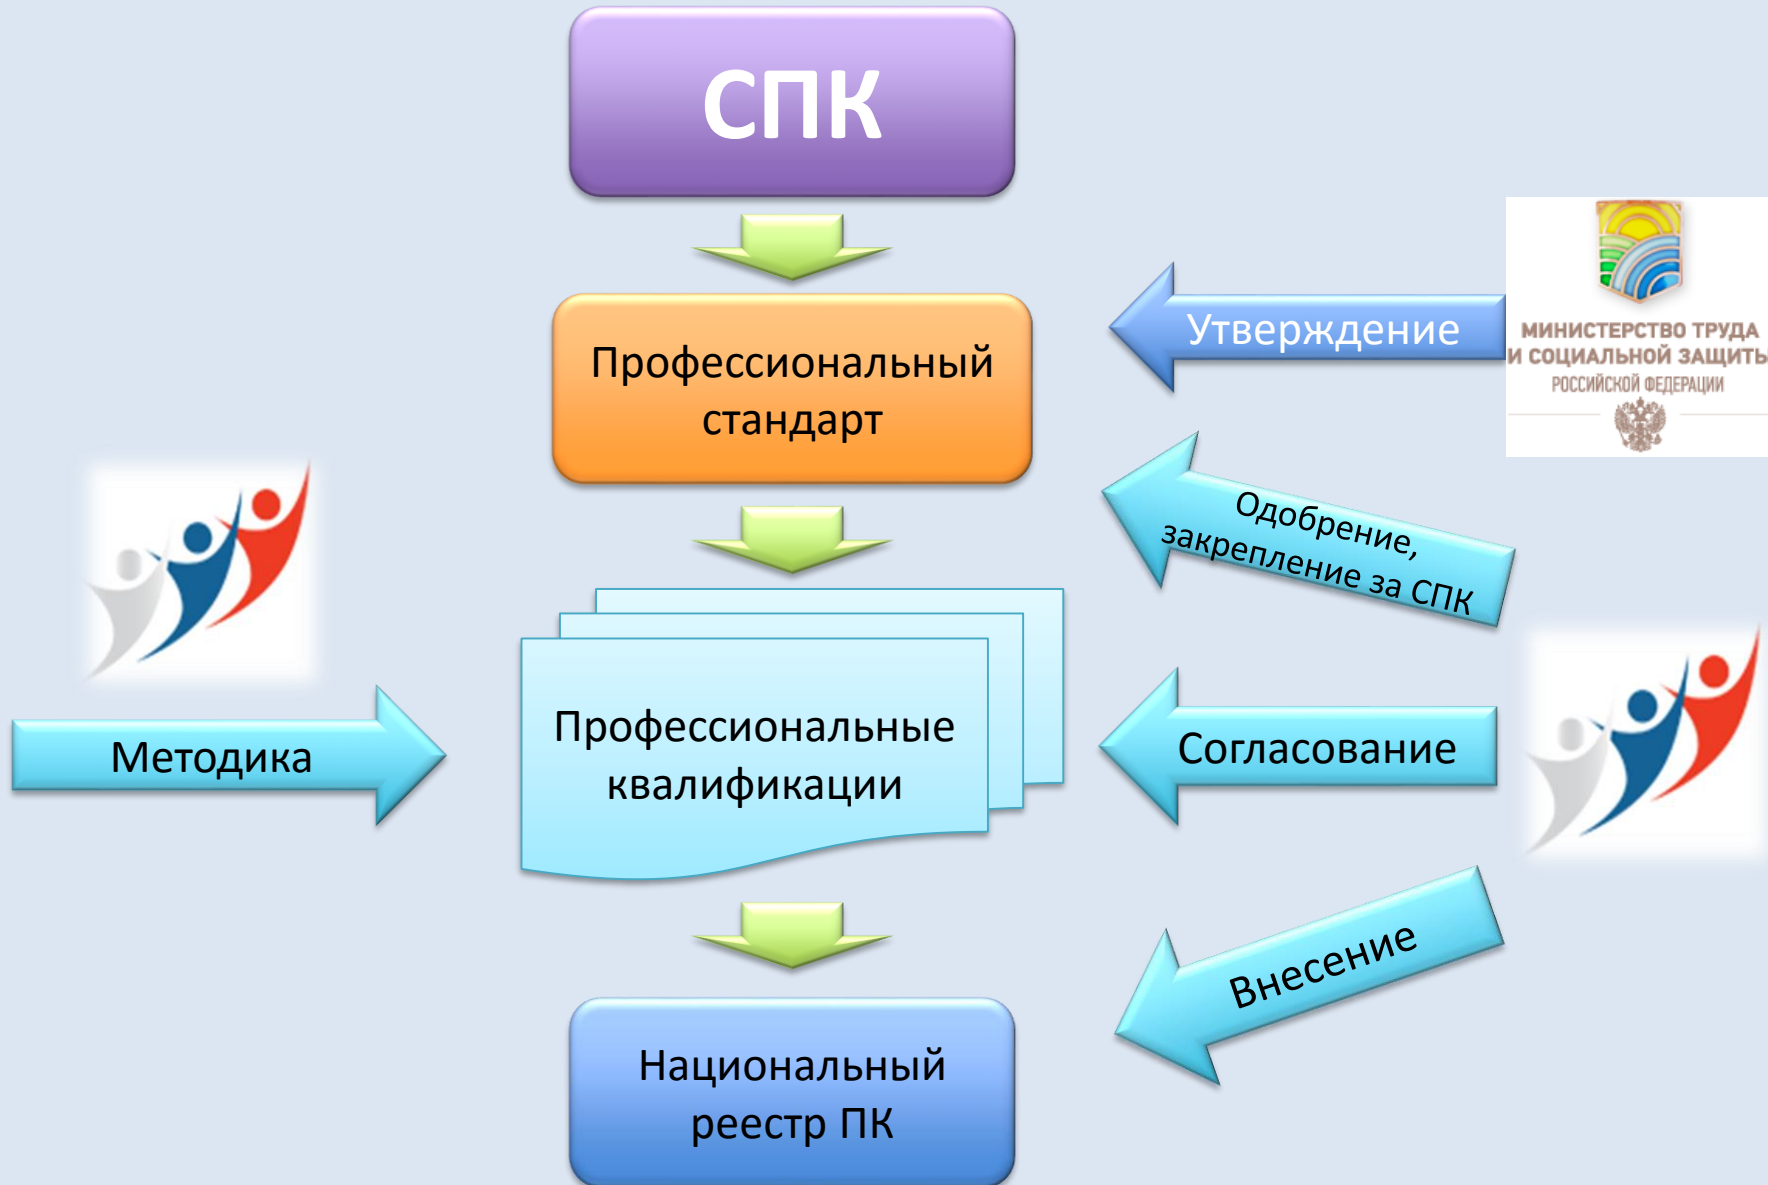 СПК
Профессиональный
стандарт
Утверждение
МИНИСТЕРСТВО ТРУДА
И СОЦИАЛЬНОЙ ЗАЩИТЫ
РОССИЙСКОЙ ФЕДЕРАЦИИ
Одобрение,
закрепление за СПК
Методика
Профессиональные
квалификации
Согласование
Внесение
Национальный
реестр ПК